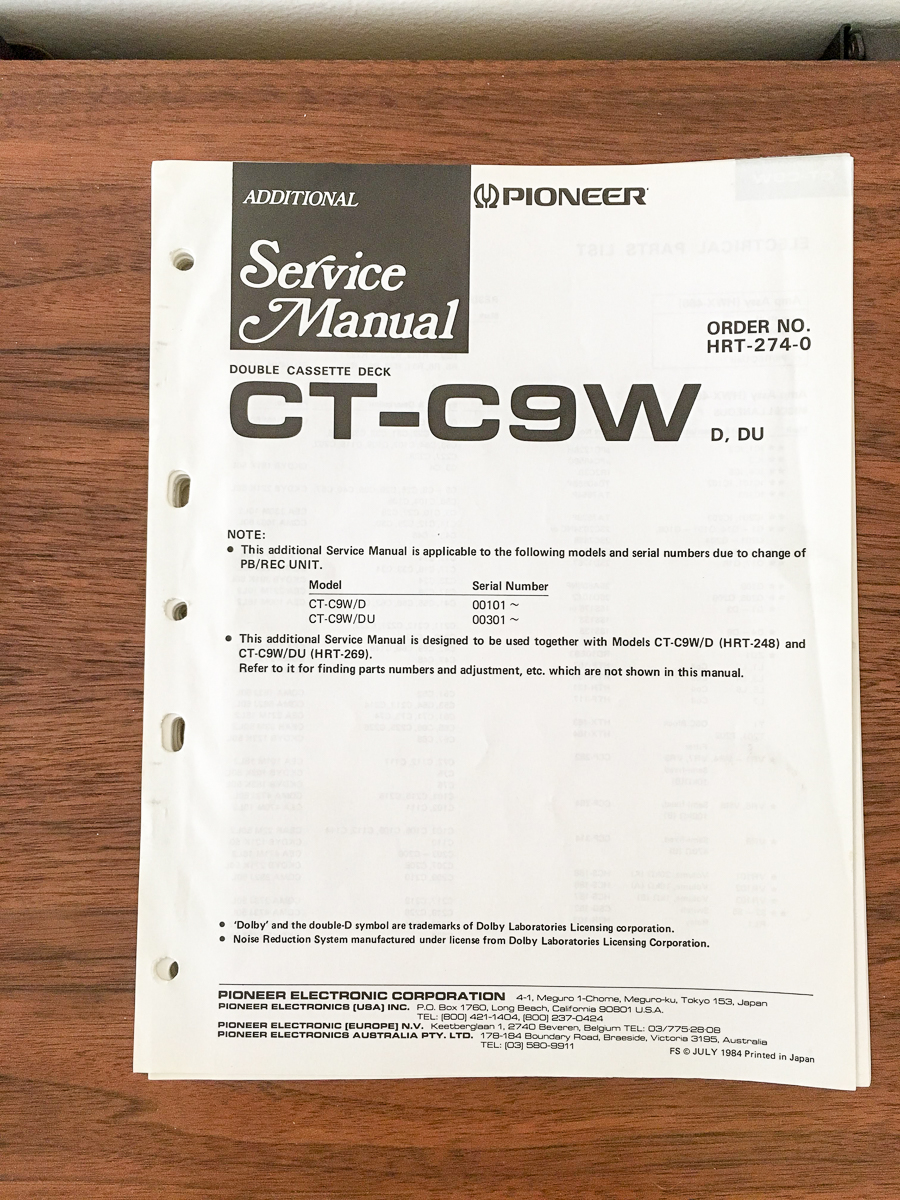 ADDITIONAL
Service
Manual
PIONEER
ORDER NO.
HRT-274-0
DOUBLE CASSETTE DECK
CT-C9W D, DU
NOTE:
● This additional Service Manual is applicable to the following models and serial numbers due to change of
PB/REC UNIT.
Model Serial Number
CT-C9W/D 00101 ~
CT-C9W/DU 00301 ~
● This additional Service Manual is designed to be used together with Models CT-C9W/D (HRT-248) and
CT-C9W/DU (HRT-269).
Refer to it for finding parts numbers and adjustment, etc. which are not shown in this manual.
● 'Dolby' and the double-D symbol are trademarks of Dolby Laboratories Licensing corporation.
● Noise Reduction System manufactured under license from Dolby Laboratories Licensing Corporation.
PIONEER ELECTRONIC CORPORATION 4-1, Meguro 1-Chome, Meguro-ku, Tokyo 153, Japan
PIONEER ELECTRONICS [USA] INC. P.O. Box 1760, Long Beach, California 90801 U.S.A.
TEL: [800] 421-1404, [800] 237-0424
PIONEER ELECTRONIC [EUROPE] N.V. Keetberglaan 1, 2740 Beveren, Belgium TEL: 03/775·28·08
PIONEER ELECTRONICS AUSTRALIA PTY. LTD. 178-184 Boundary Road, Braeside, Victoria 3195, Australia
TEL: [03] 580-9911
FS © JULY 1984 Printed in Japan